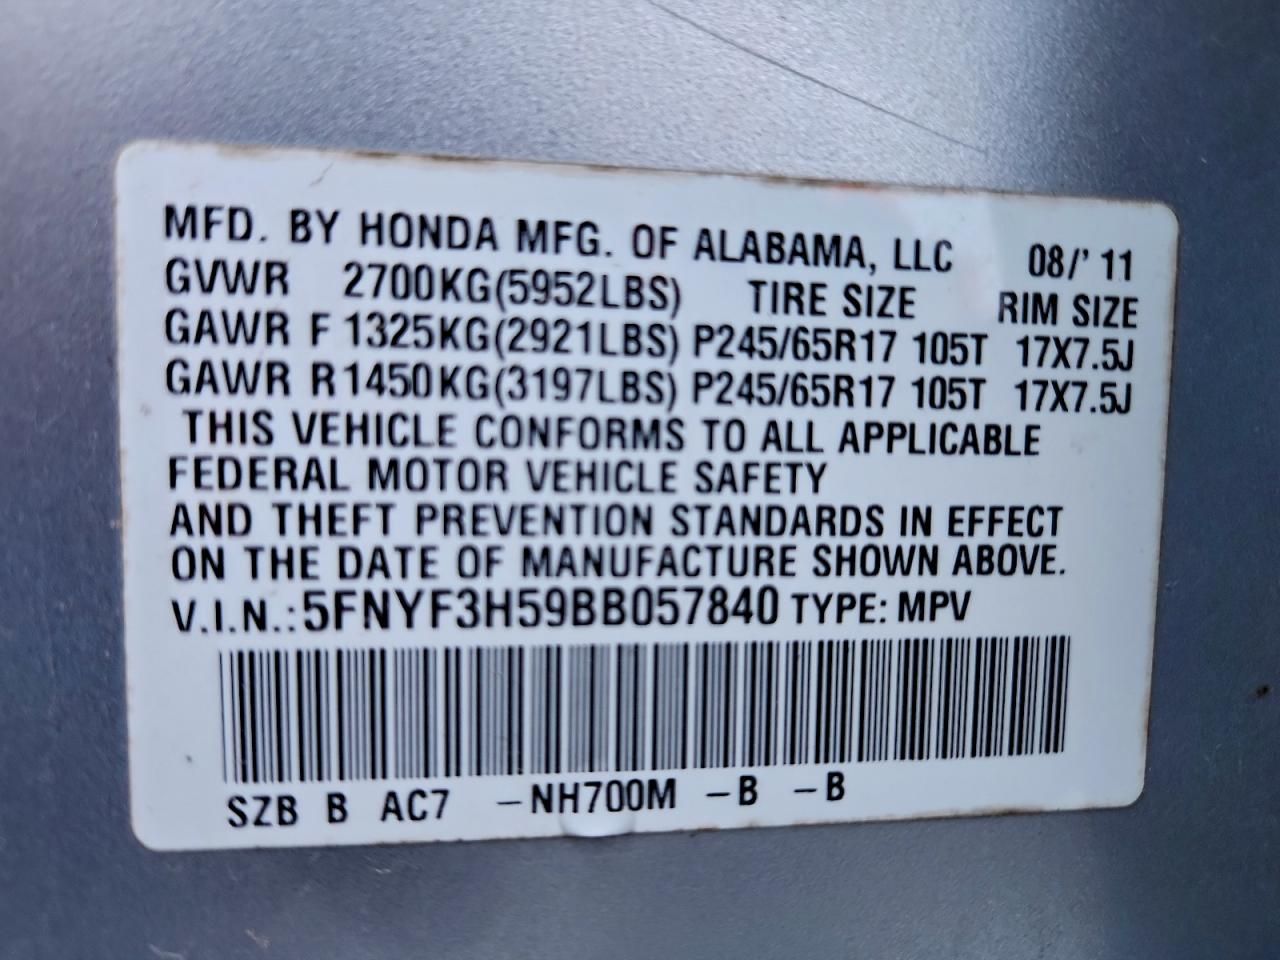 MFD. BY HONDA MFG. OF ALABAMA, LLC 08/' 11
GVWR 2700KG(5952LBS) TIRE SIZE RIM SIZE
GAWR F 1325KG(2921LBS) P245/65R17 105T 17X7.5J
GAWR R 1450KG(3197LBS) P245/65R17 105T 17X7.5J
THIS VEHICLE CONFORMS TO ALL APPLICABLE
FEDERAL MOTOR VEHICLE SAFETY
AND THEFT PREVENTION STANDARDS IN EFFECT
ON THE DATE OF MANUFACTURE SHOWN ABOVE.
V.I.N.: 5FNYF3H59BB057840 TYPE: MPV
SZB B AC7 -NH700M -B -B